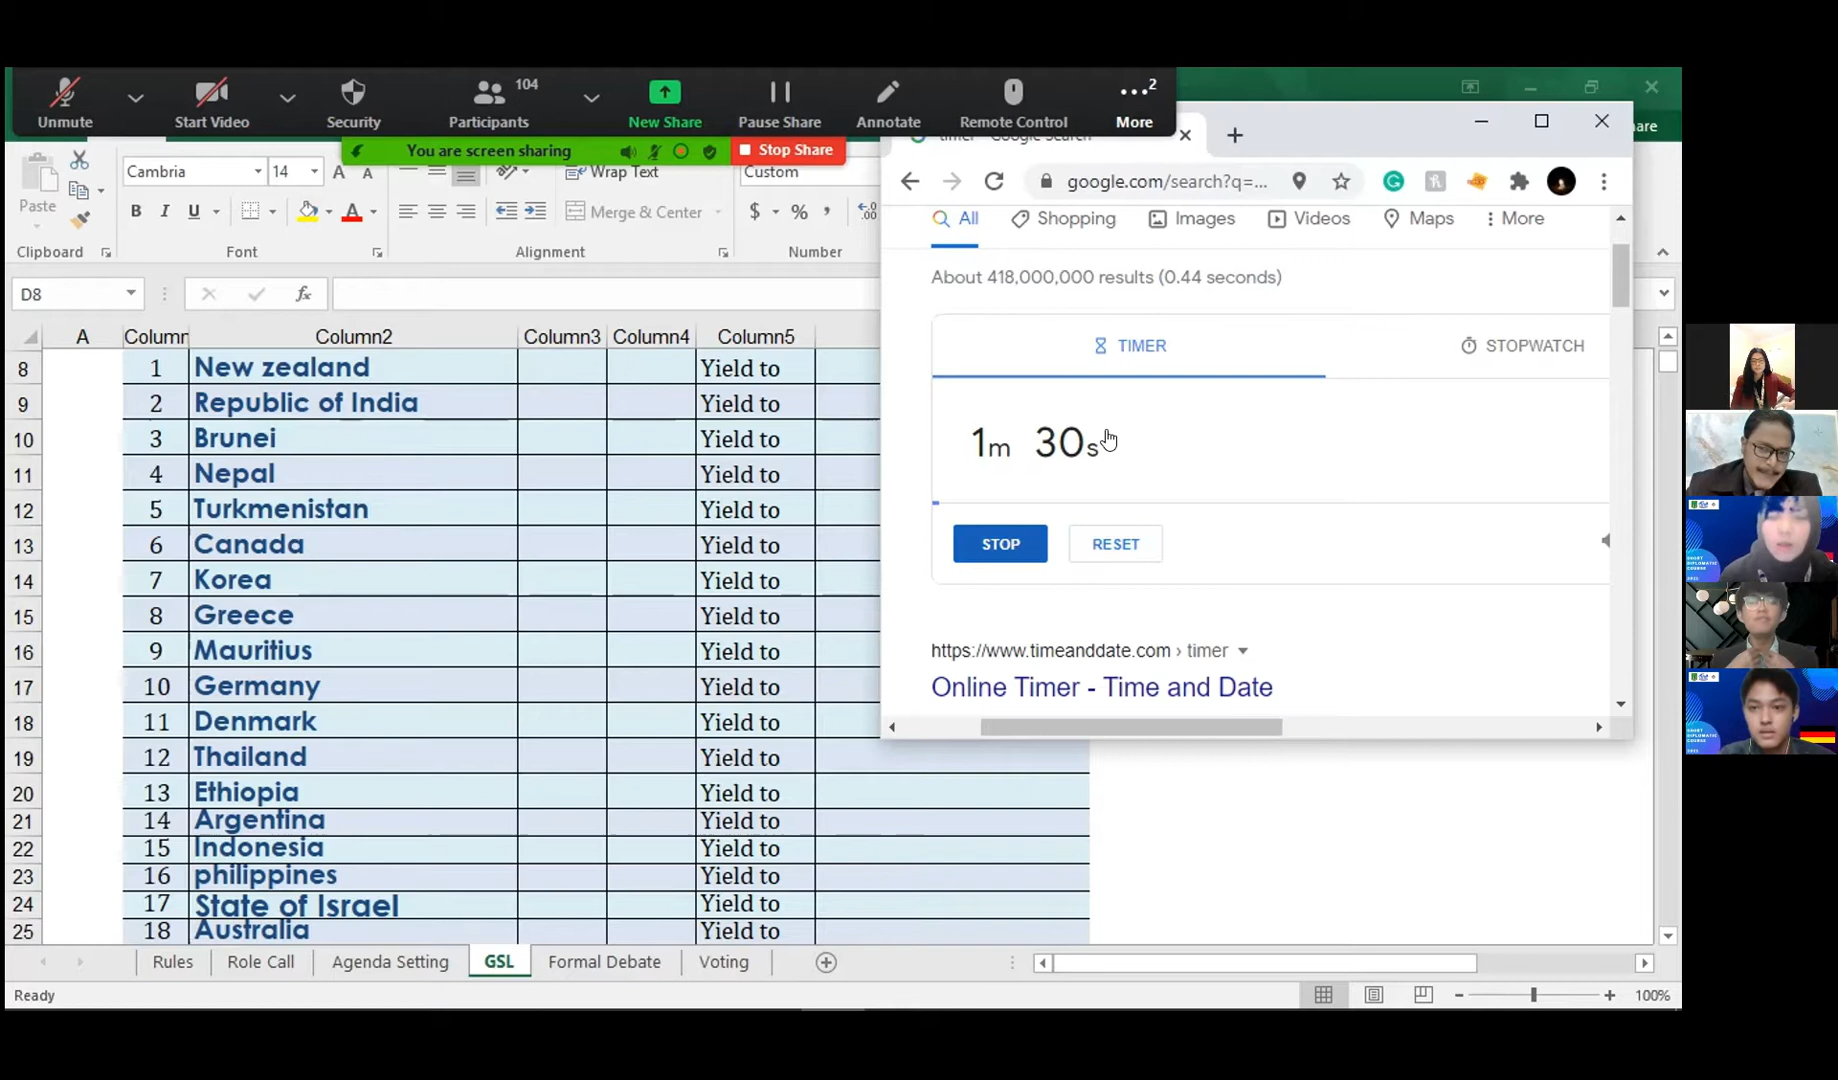 Unmute
Start Video
Security
104
Participants
New Share
Pause Share
Annotate
Remote Control
2
More
You are screen sharing
Stop Share
Paste
Clipboard
Cambria
14
B I U
A
Font
Wrap Text
Merge & Center
Alignment
Custom
$ % ,
Number
D8
fx
google.com/search?q=...
All
Shopping
Images
Videos
Maps
More
About 418,000,000 results (0.44 seconds)
TIMER
STOPWATCH
1m 30s
STOP
RESET
https://www.timeanddate.com › timer
Online Timer - Time and Date
A Column Column2 Column3 Column4 Column5
8 1 New zealand Yield to
9 2 Republic of India Yield to
10 3 Brunei Yield to
11 4 Nepal Yield to
12 5 Turkmenistan Yield to
13 6 Canada Yield to
14 7 Korea Yield to
15 8 Greece Yield to
16 9 Mauritius Yield to
17 10 Germany Yield to
18 11 Denmark Yield to
19 12 Thailand Yield to
20 13 Ethiopia Yield to
21 14 Argentina Yield to
22 15 Indonesia Yield to
23 16 philippines Yield to
24 17 State of Israel Yield to
25 18 Australia Yield to
Rules
Role Call
Agenda Setting
GSL
Formal Debate
Voting
Ready
100%
SHORT
DIPLOMATIC
COURSE
SHORT
DIPLOMATIC
COURSE